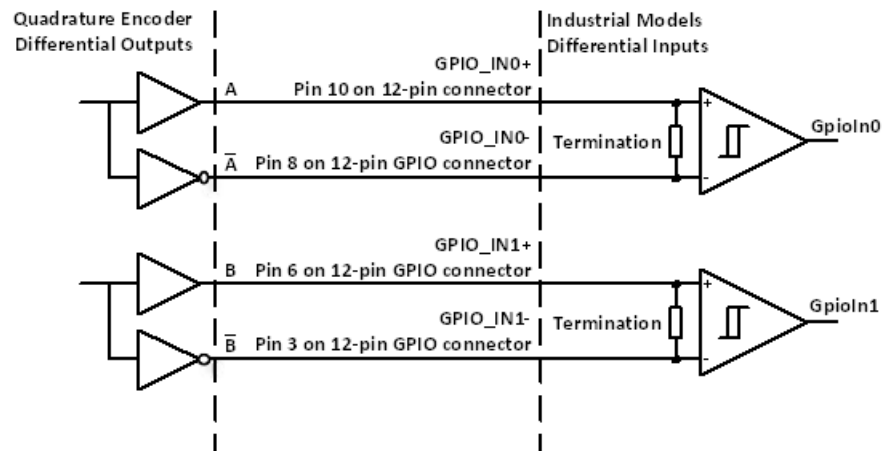 Quadrature Encoder
Differential Outputs
Industrial Models
Differential Inputs
GPIO_IN0+
A Pin 10 on 12-pin connector
GPIO_IN0-
A̅ Pin 8 on 12-pin GPIO connector
+
-
Termination
GpioIn0
GPIO_IN1+
B Pin 6 on 12-pin GPIO connector
GPIO_IN1-
B̅ Pin 3 on 12-pin GPIO connector
+
-
Termination
GpioIn1